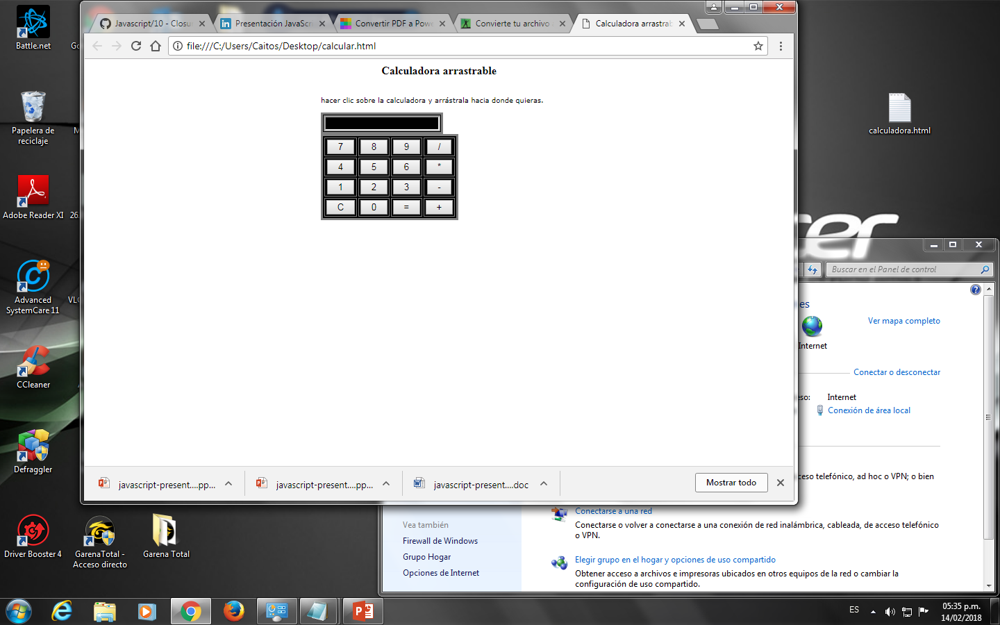 Battle.net
Papelera de
reciclaje
Adobe Reader XI
Advanced
SystemCare 11
CCleaner
Defraggler
Driver Booster 4
GarenaTotal -
Acceso directo
Garena Total
Javascript/10 - Closu
Presentación JavaScr
Convertir PDF a Powe
Convierte tu archivo
Calculadora arrastrab
file:///C:/Users/Caitos/Desktop/calcular.html
Calculadora arrastrable
hacer clic sobre la calculadora y arrástrala hacia donde quieras.
7 8 9 /
4 5 6 *
1 2 3 -
C 0 = +
javascript-present....pp...
javascript-present....pp...
javascript-present....doc
Mostrar todo
calculadora.html
cer
Buscar en el Panel de control
es
Ver mapa completo
Internet
Conectar o desconectar
eso: Internet
Conexión de área local
ceso telefónico, ad hoc o VPN; o bien
Conectarse a una red
Conectarse o volver a conectarse a una conexión de red inalámbrica, cableada, de acceso telefónico
o VPN.
Elegir grupo en el hogar y opciones de uso compartido
Obtener acceso a archivos e impresoras ubicados en otros equipos de la red o cambiar la
configuración de uso compartido.
Vea también
Firewall de Windows
Grupo Hogar
Opciones de Internet
ES
05:35 p.m.
14/02/2018